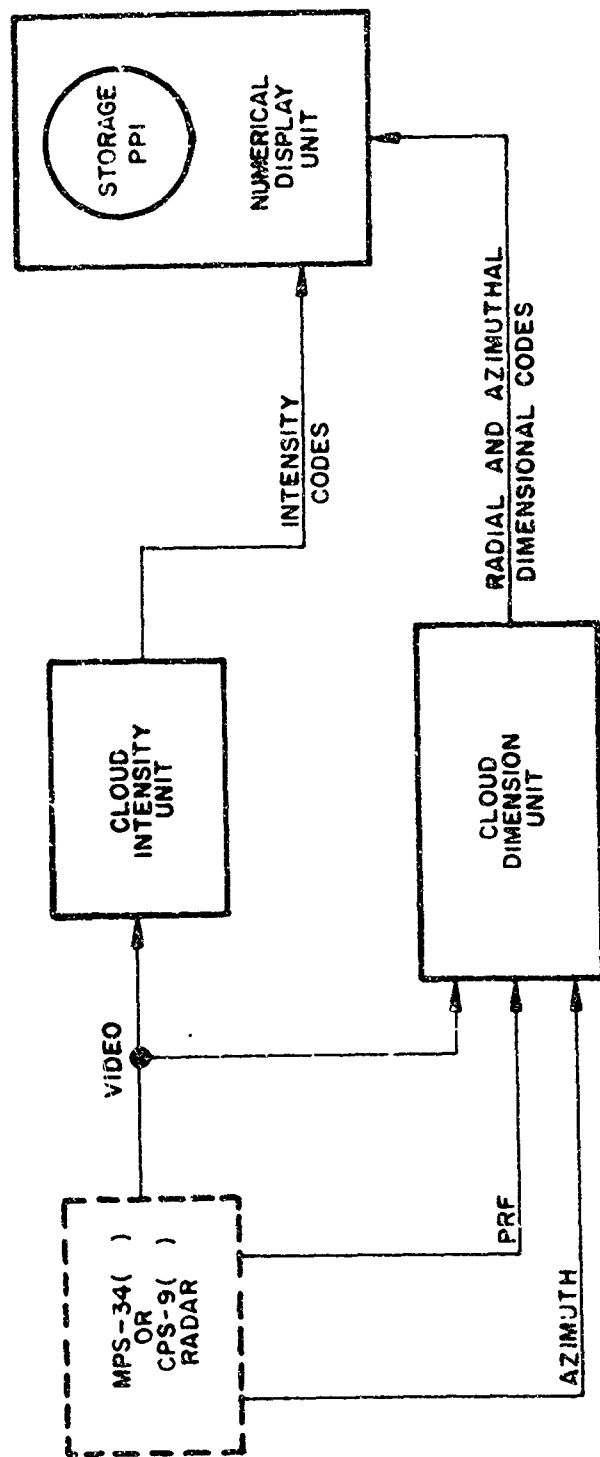 MPS-34( )
OR
CPS-9( )
RADAR
VIDEO
PRF
AZIMUTH
CLOUD
INTENSITY
UNIT
CLOUD
DIMENSION
UNIT
INTENSITY
CODES
RADIAL AND AZIMUTHAL
DIMENSIONAL CODES
STORAGE
PPI
NUMERICAL
DISPLAY
UNIT